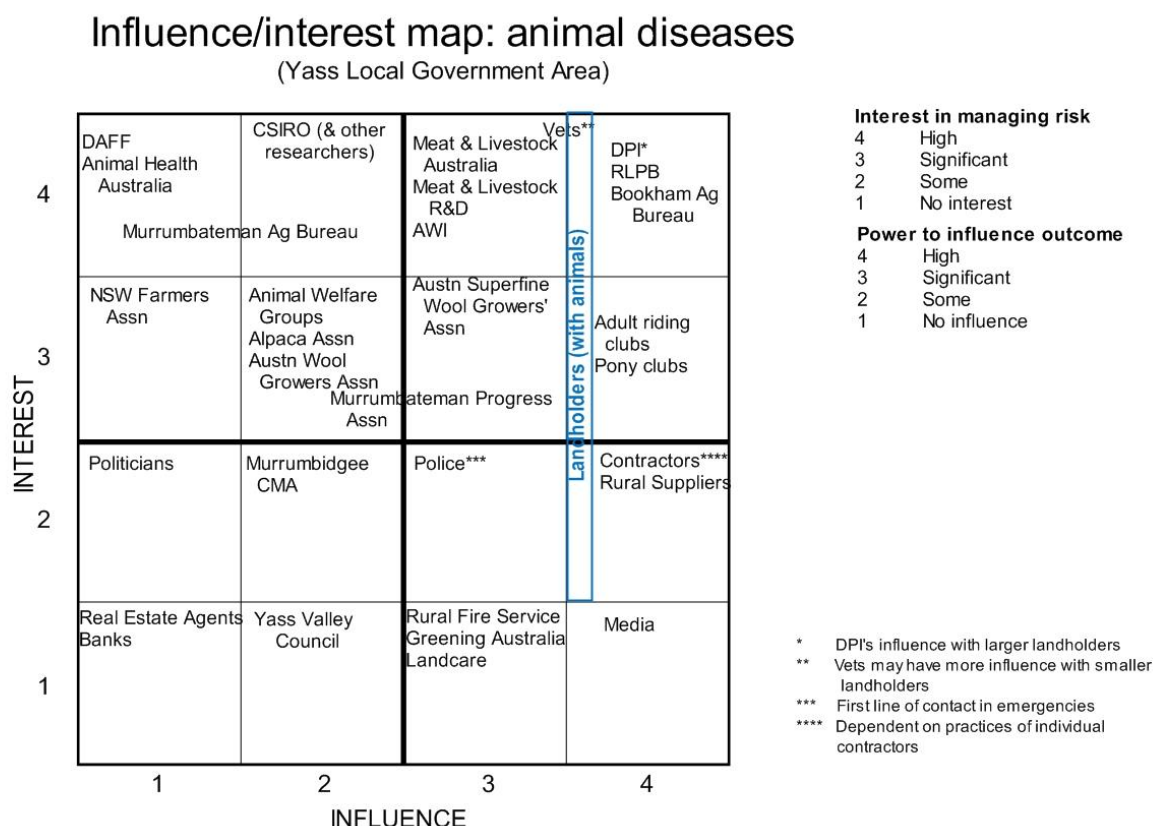 Influence/interest map: animal diseases
(Yass Local Government Area)
INTEREST
4
DAFF
Animal Health
Australia
CSIRO (& other
researchers)
Murrumbateman Ag Bureau
Meat & Livestock
Australia
Meat & Livestock
R&D
AWI
Vets**
DPI*
RLPB
Bookham Ag
Bureau
Landholders (with animals)
3
NSW Farmers
Assn
Animal Welfare
Groups
Alpaca Assn
Austn Wool
Growers Assn
Murrumbateman Progress
Assn
Austn Superfine
Wool Growers'
Assn
Adult riding
clubs
Pony clubs
2
Politicians
Murrumbidgee
CMA
Police***
Contractors****
Rural Suppliers
1
Real Estate Agents
Banks
Yass Valley
Council
Rural Fire Service
Greening Australia
Landcare
Media
1 2 3 4
INFLUENCE
Interest in managing risk
4 High
3 Significant
2 Some
1 No interest
Power to influence outcome
4 High
3 Significant
2 Some
1 No influence
* DPI's influence with larger landholders
** Vets may have more influence with smaller
landholders
*** First line of contact in emergencies
**** Dependent on practices of individual
contractors